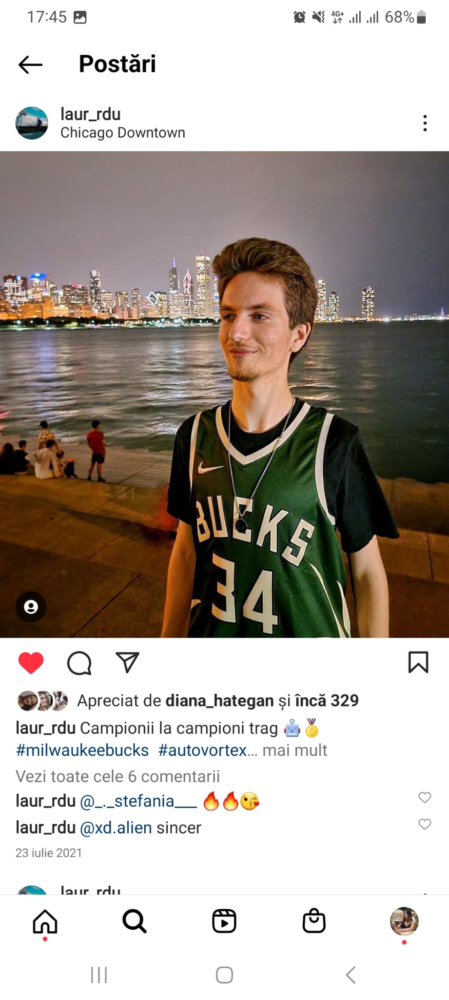 17:45 4G+ 68%
Postări
laur_rdu
Chicago Downtown
BUCKS
34
Apreciat de diana_hategan și încă 329
laur_rdu Campionii la campioni trag 🤖🥇
#milwaukeebucks #autovortex... mai mult
Vezi toate cele 6 comentarii
laur_rdu @_._stefania___ 🔥🔥😘
laur_rdu @xd.alien sincer
23 iulie 2021
laur_rdu